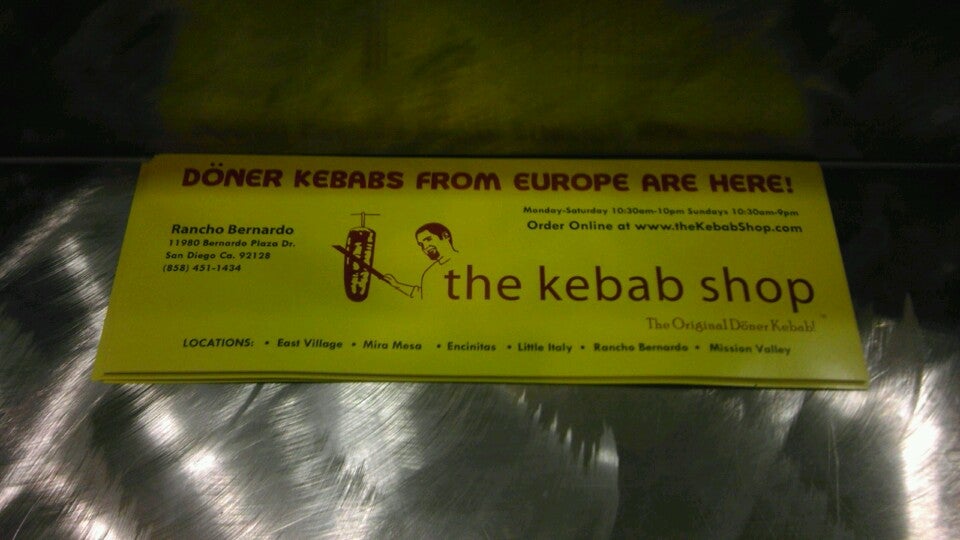 DÖNER KEBABS FROM EUROPE ARE HERE!
Monday-Saturday 10:30am-10pm Sundays 10:30am-9pm
Order Online at www.theKebabShop.com
Rancho Bernardo
11980 Bernardo Plaza Dr.
San Diego Ca. 92128
(858) 451-1434
the kebab shop
The Original Döner Kebab!
LOCATIONS: • East Village • Mira Mesa • Encinitas • Little Italy • Rancho Bernardo • Mission Valley